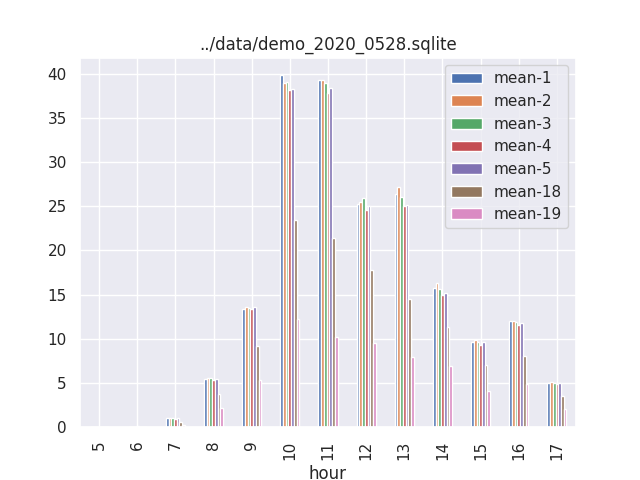 ../data/demo_2020_0528.sqlite
40
35
30
25
20
15
10
5
0
mean-1
mean-2
mean-3
mean-4
mean-5
mean-18
mean-19
5 6 7 8 9 10 11 12 13 14 15 16 17
hour